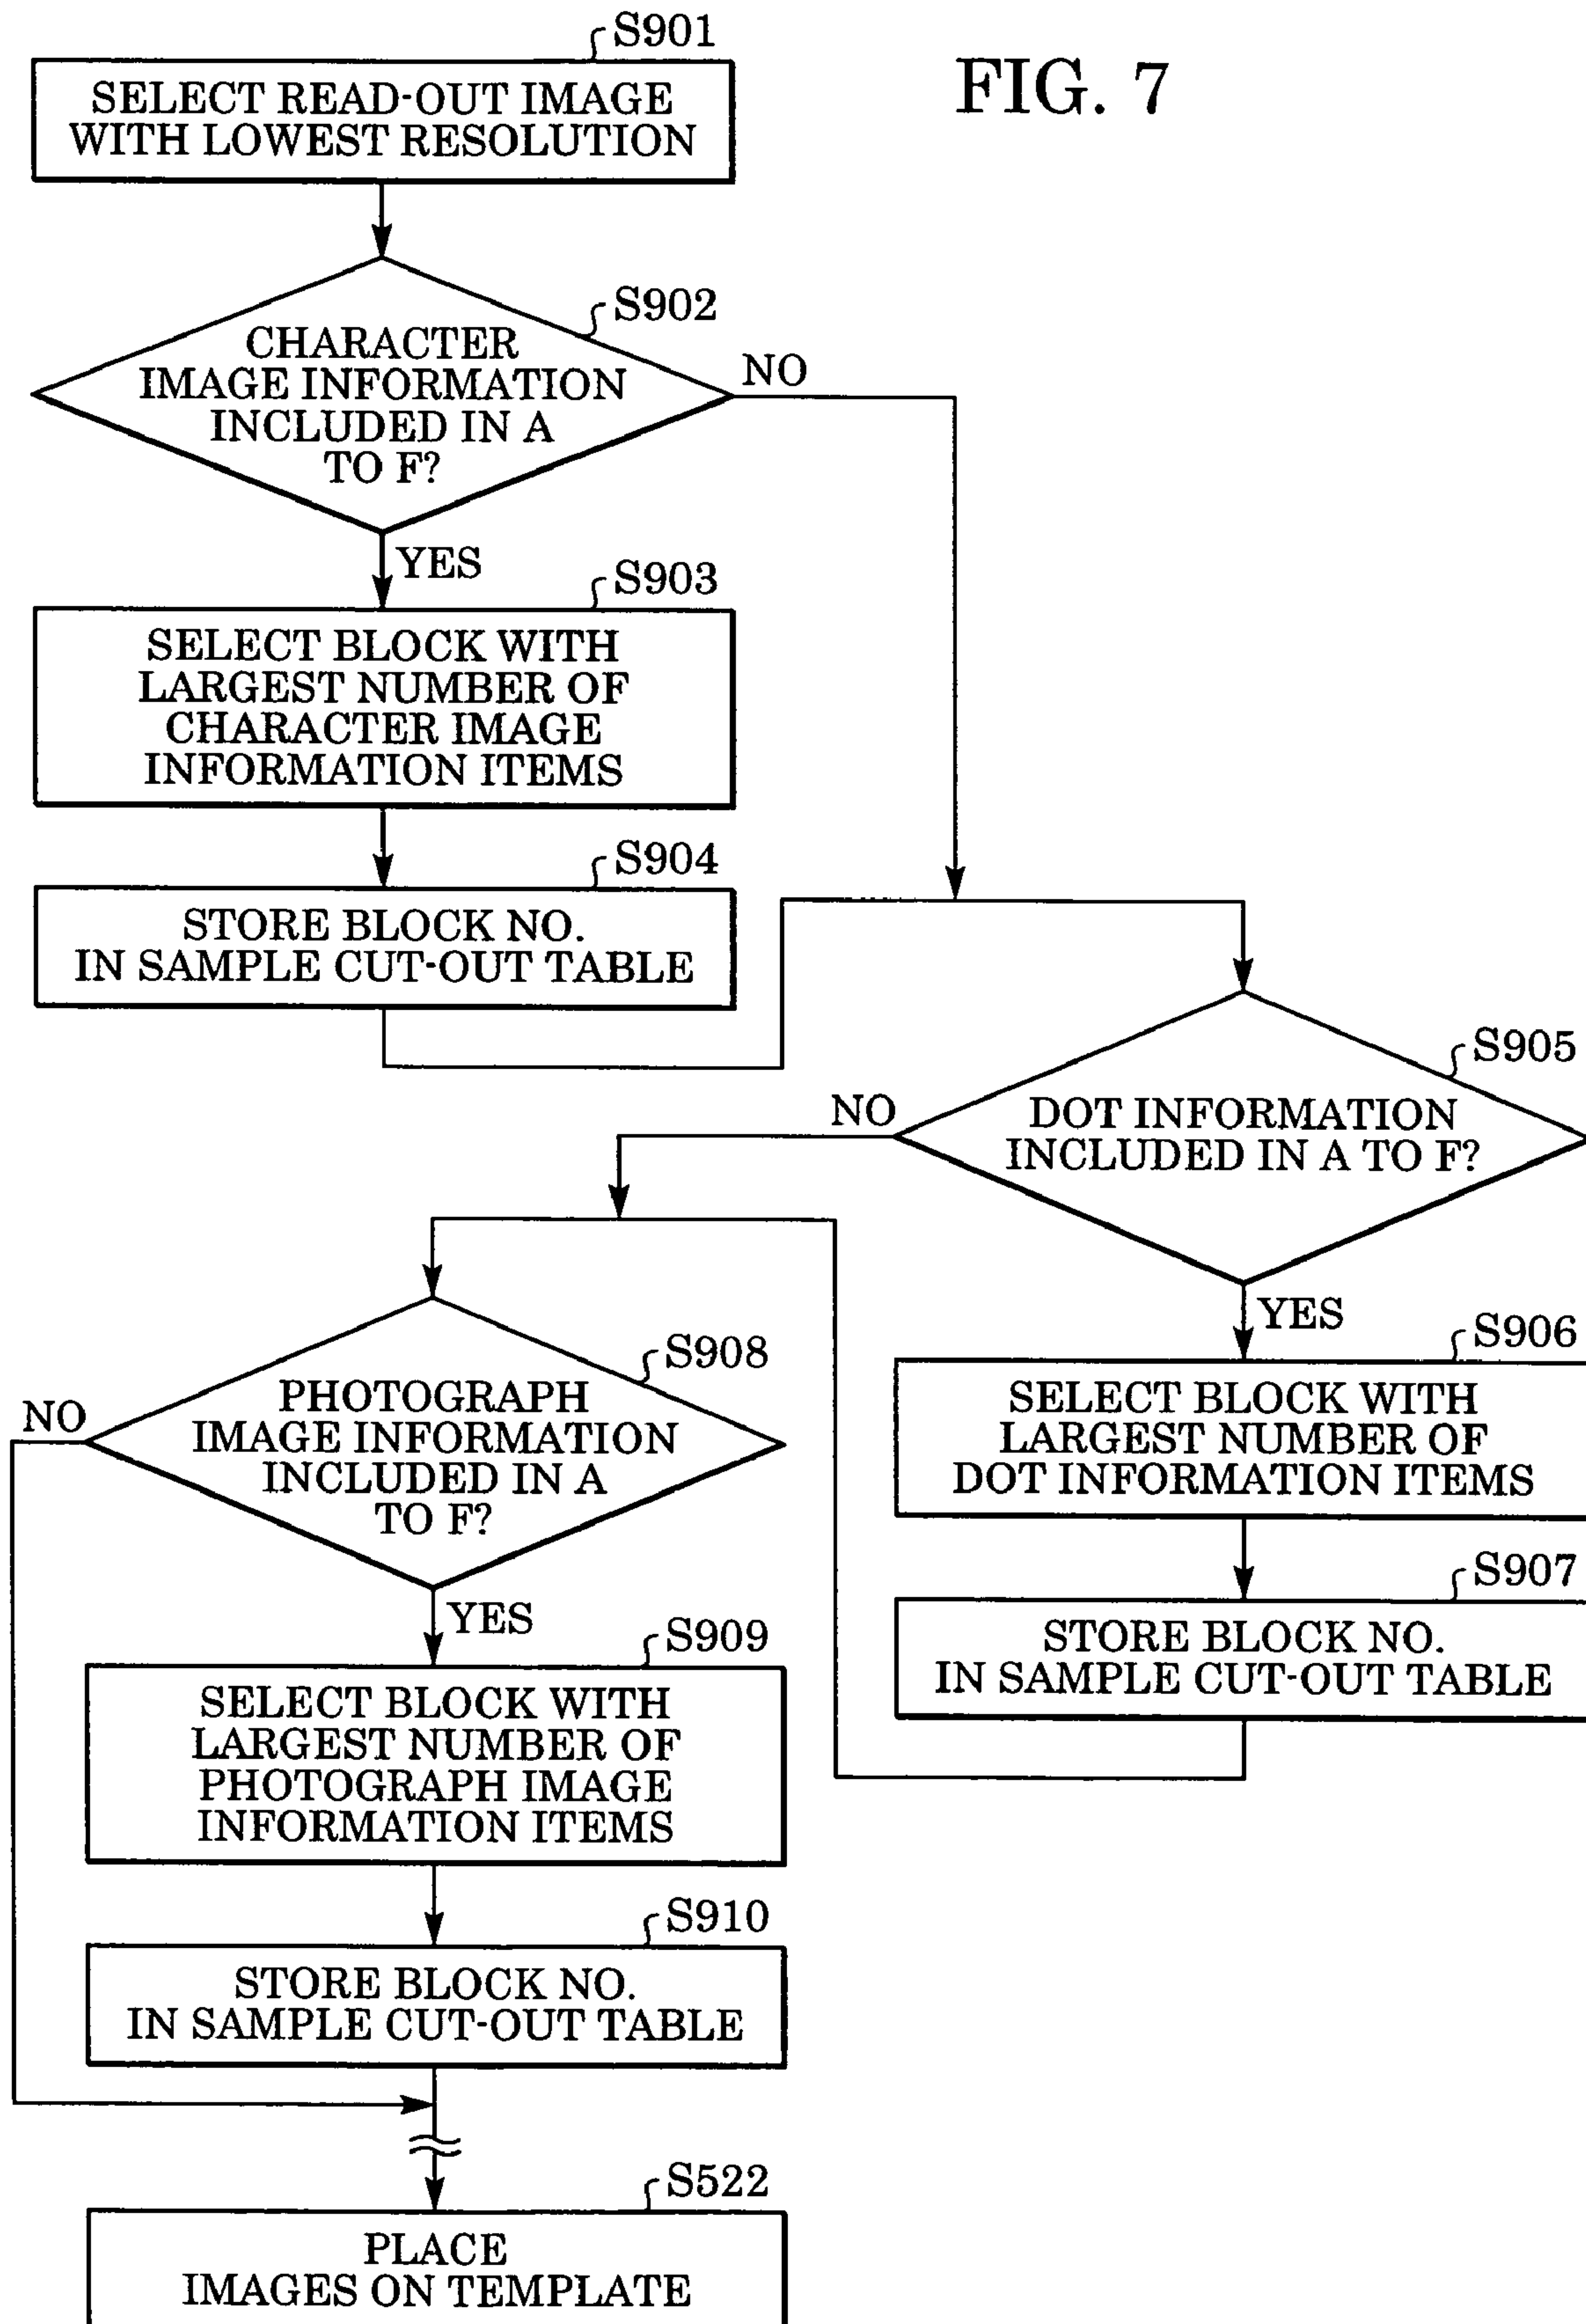 FIG. 7
S901
SELECT READ-OUT IMAGE
WITH LOWEST RESOLUTION
S902
CHARACTER
IMAGE INFORMATION
INCLUDED IN A
TO F?
NO
YES
S903
SELECT BLOCK WITH
LARGEST NUMBER OF
CHARACTER IMAGE
INFORMATION ITEMS
S904
STORE BLOCK NO.
IN SAMPLE CUT-OUT TABLE
S905
DOT INFORMATION
INCLUDED IN A TO F?
NO
YES
S906
SELECT BLOCK WITH
LARGEST NUMBER OF
DOT INFORMATION ITEMS
S907
STORE BLOCK NO.
IN SAMPLE CUT-OUT TABLE
S908
PHOTOGRAPH
IMAGE INFORMATION
INCLUDED IN A
TO F?
NO
YES
S909
SELECT BLOCK WITH
LARGEST NUMBER OF
PHOTOGRAPH IMAGE
INFORMATION ITEMS
S910
STORE BLOCK NO.
IN SAMPLE CUT-OUT TABLE
S522
PLACE
IMAGES ON TEMPLATE